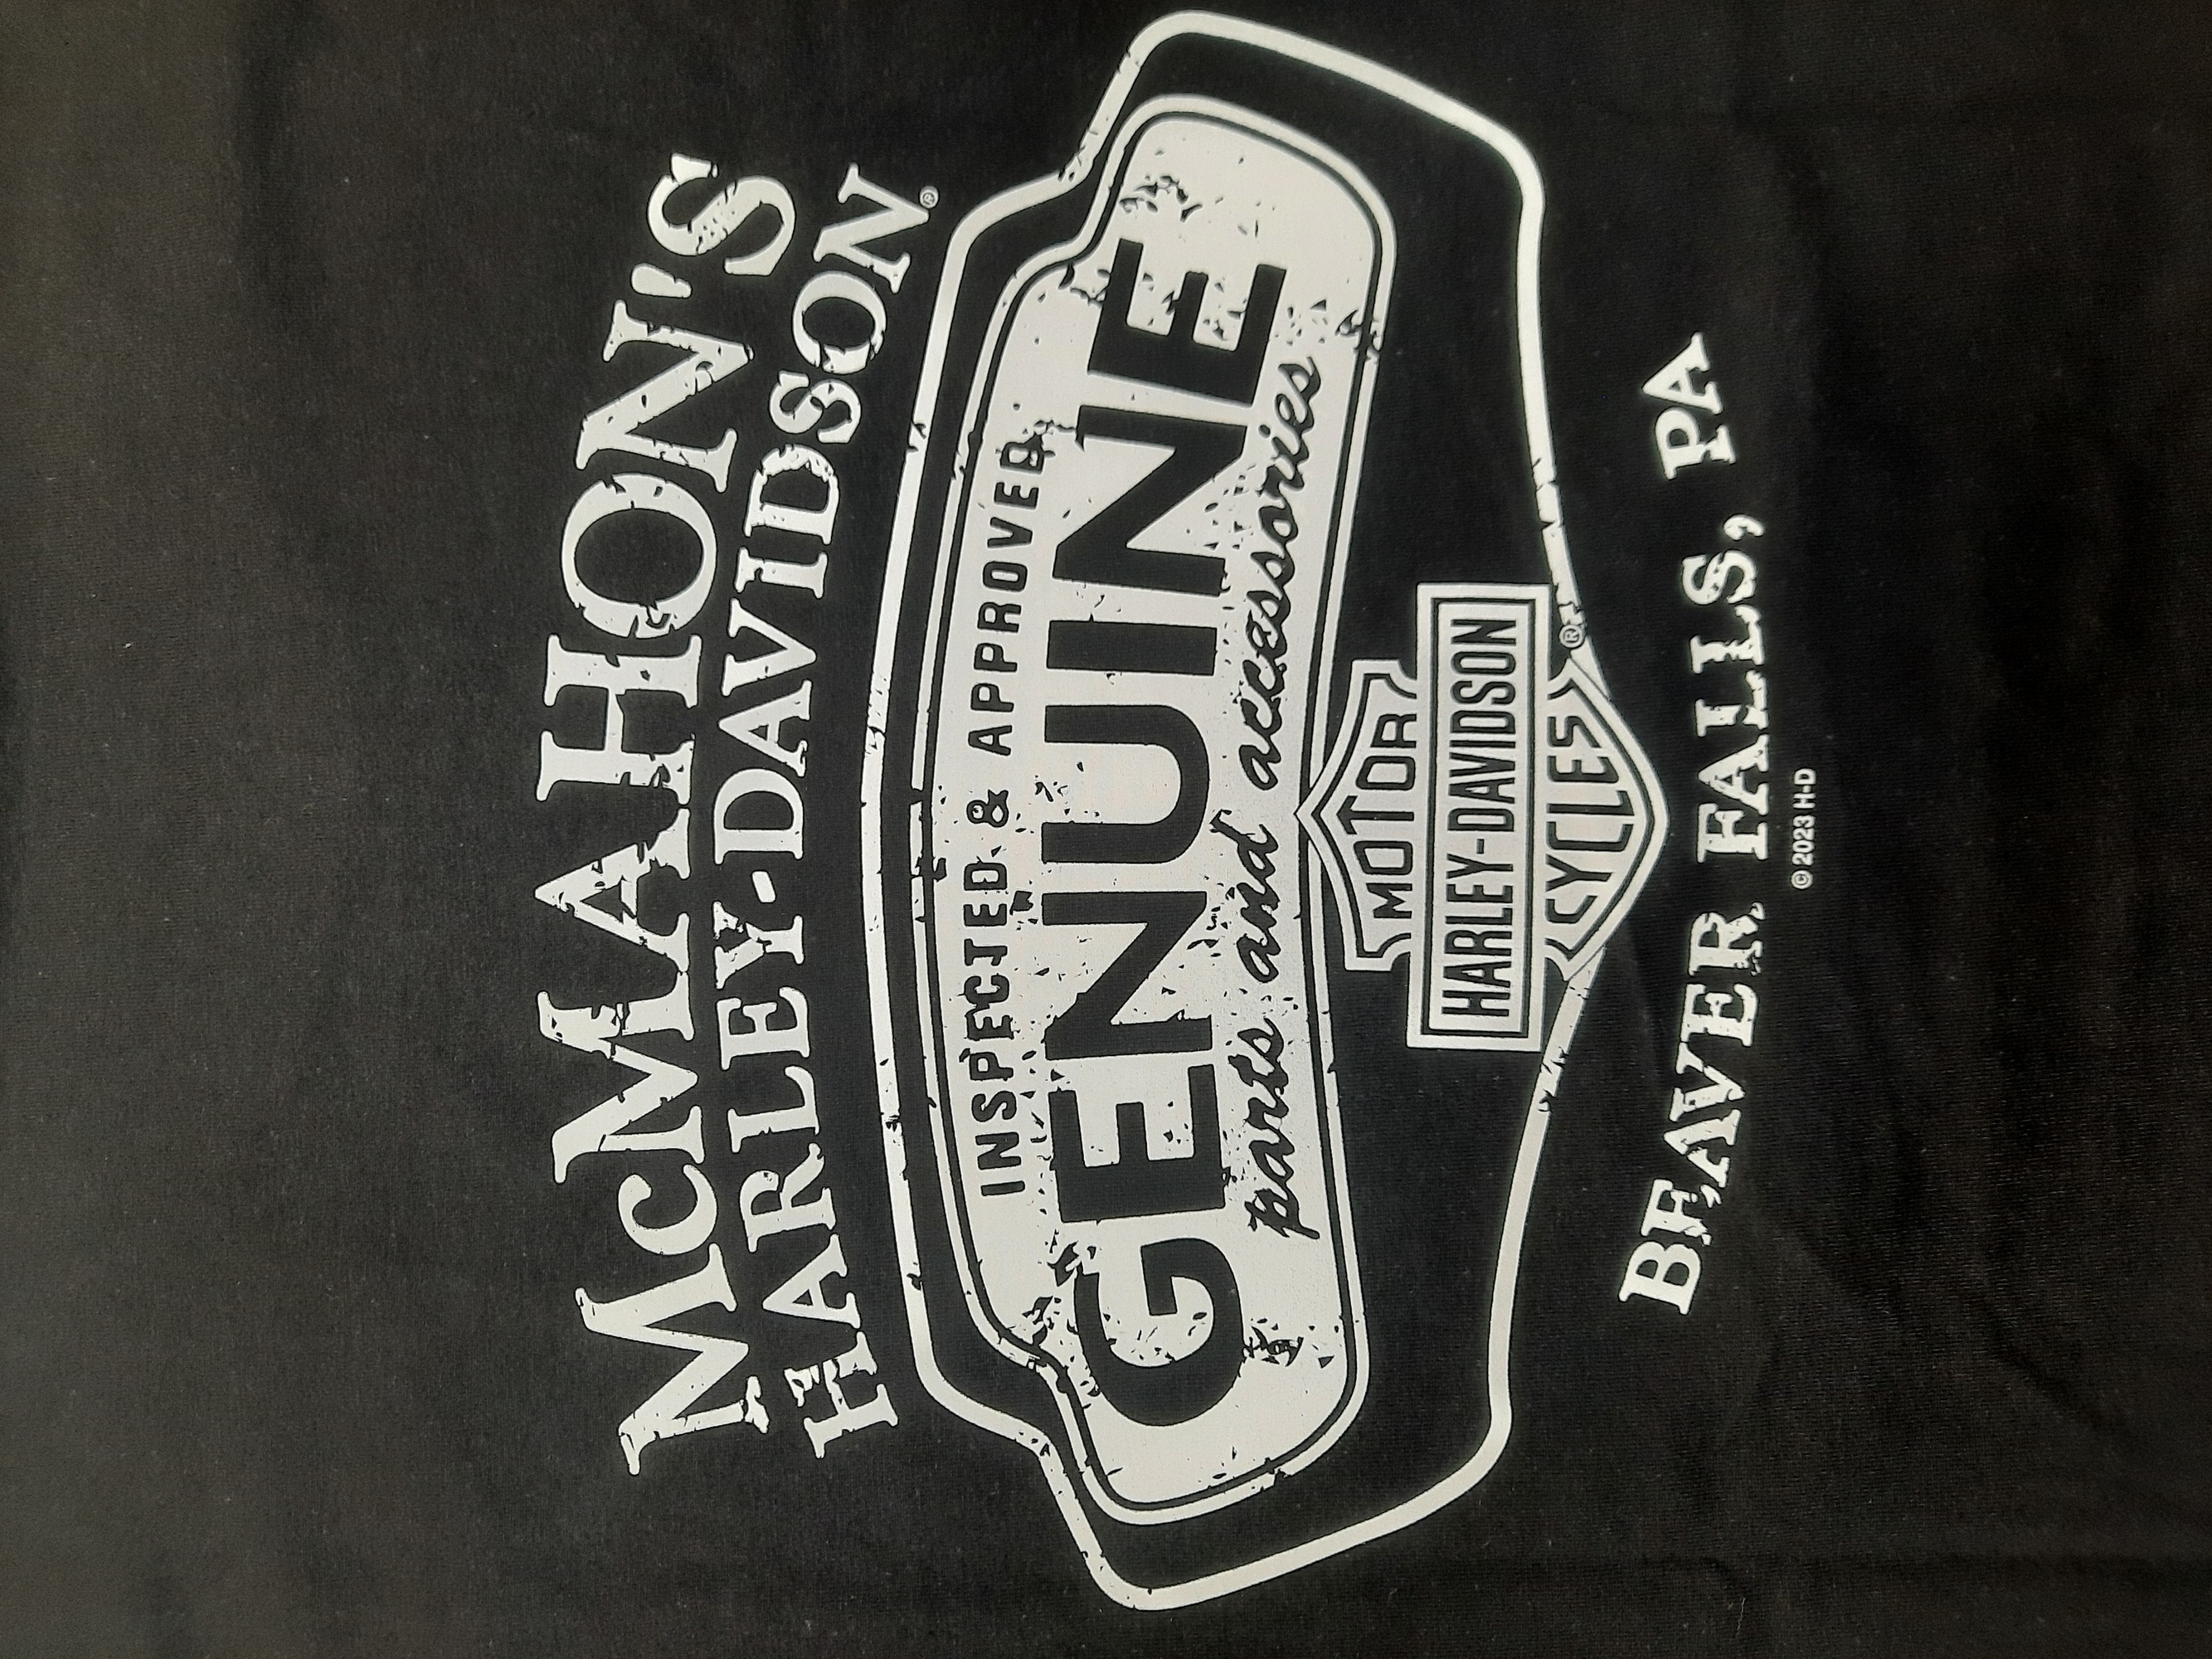 McMAHON'S
HARLEY-DAVIDSON®
INSPECTED & APPROVED
GENUINE
parts and accessories
MOTOR
HARLEY-DAVIDSON
CYCLES
®
BEAVER FALLS, PA
© 2023 H-D